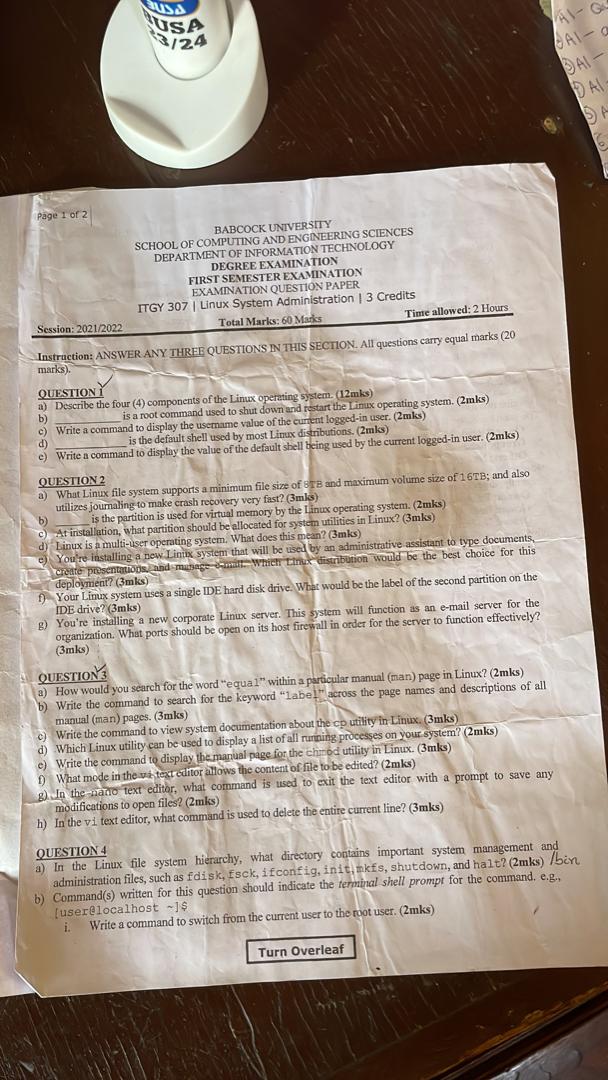 BUSA
BUSA
23/24
Page 1 of 2
BABCOCK UNIVERSITY
SCHOOL OF COMPUTING AND ENGINEERING SCIENCES
DEPARTMENT OF INFORMATION TECHNOLOGY
DEGREE EXAMINATION
FIRST SEMESTER EXAMINATION
EXAMINATION QUESTION PAPER
ITGY 307 | Linux System Administration | 3 Credits
Session: 2021/2022 Total Marks: 60 Marks Time allowed: 2 Hours
Instruction: ANSWER ANY THREE QUESTIONS IN THIS SECTION. All questions carry equal marks (20
marks).
QUESTION 1
a) Describe the four (4) components of the Linux operating system. (12mks)
b) ____________ is a root command used to shut down and restart the Linux operating system. (2mks)
c) Write a command to display the username value of the current logged-in user. (2mks)
d) ____________ is the default shell used by most Linux distributions. (2mks)
e) Write a command to display the value of the default shell being used by the current logged-in user. (2mks)
QUESTION 2
a) What Linux file system supports a minimum file size of 8TB and maximum volume size of 16TB; and also
utilizes journaling to make crash recovery very fast? (3mks)
b) ______ is the partition is used for virtual memory by the Linux operating system. (2mks)
c) At installation, what partition should be allocated for system utilities in Linux? (3mks)
d) Linux is a multi-user operating system. What does this mean? (3mks)
e) You're installing a new Linux system that will be used by an administrative assistant to type documents,
create presentations, and manage e-mail. Which Linux distribution would be the best choice for this
deployment? (3mks)
f) Your Linux system uses a single IDE hard disk drive. What would be the label of the second partition on the
IDE drive? (3mks)
g) You're installing a new corporate Linux server. This system will function as an e-mail server for the
organization. What ports should be open on its host firewall in order for the server to function effectively?
(3mks)
QUESTION 3
a) How would you search for the word "equal" within a particular manual (man) page in Linux? (2mks)
b) Write the command to search for the keyword "label" across the page names and descriptions of all
manual (man) pages. (3mks)
c) Write the command to view system documentation about the cp utility in Linux. (3mks)
d) Which Linux utility can be used to display a list of all running processes on your system? (2mks)
e) Write the command to display the manual page for the chmod utility in Linux. (3mks)
f) What mode in the vi text editor allows the content of file to be edited? (2mks)
g) In the nano text editor, what command is used to exit the text editor with a prompt to save any
modifications to open files? (2mks)
h) In the vi text editor, what command is used to delete the entire current line? (3mks)
QUESTION 4
a) In the Linux file system hierarchy, what directory contains important system management and
administration files, such as fdisk, fsck, ifconfig, init, mkfs, shutdown, and halt? (2mks) /bin
b) Command(s) written for this question should indicate the terminal shell prompt for the command. e.g.,
[user@localhost ~]$
i. Write a command to switch from the current user to the root user. (2mks)
Turn Overleaf